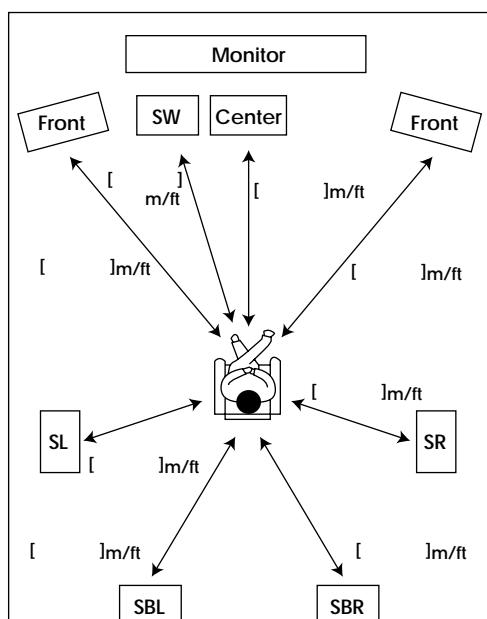 Monitor
Front
SW
Center
Front
[ ]
m/ft
[ ]m/ft
[ ]m/ft
[ ]m/ft
[ ]m/ft
SL
SR
[ ]m/ft
[ ]m/ft
[ ]m/ft
SBL
SBR